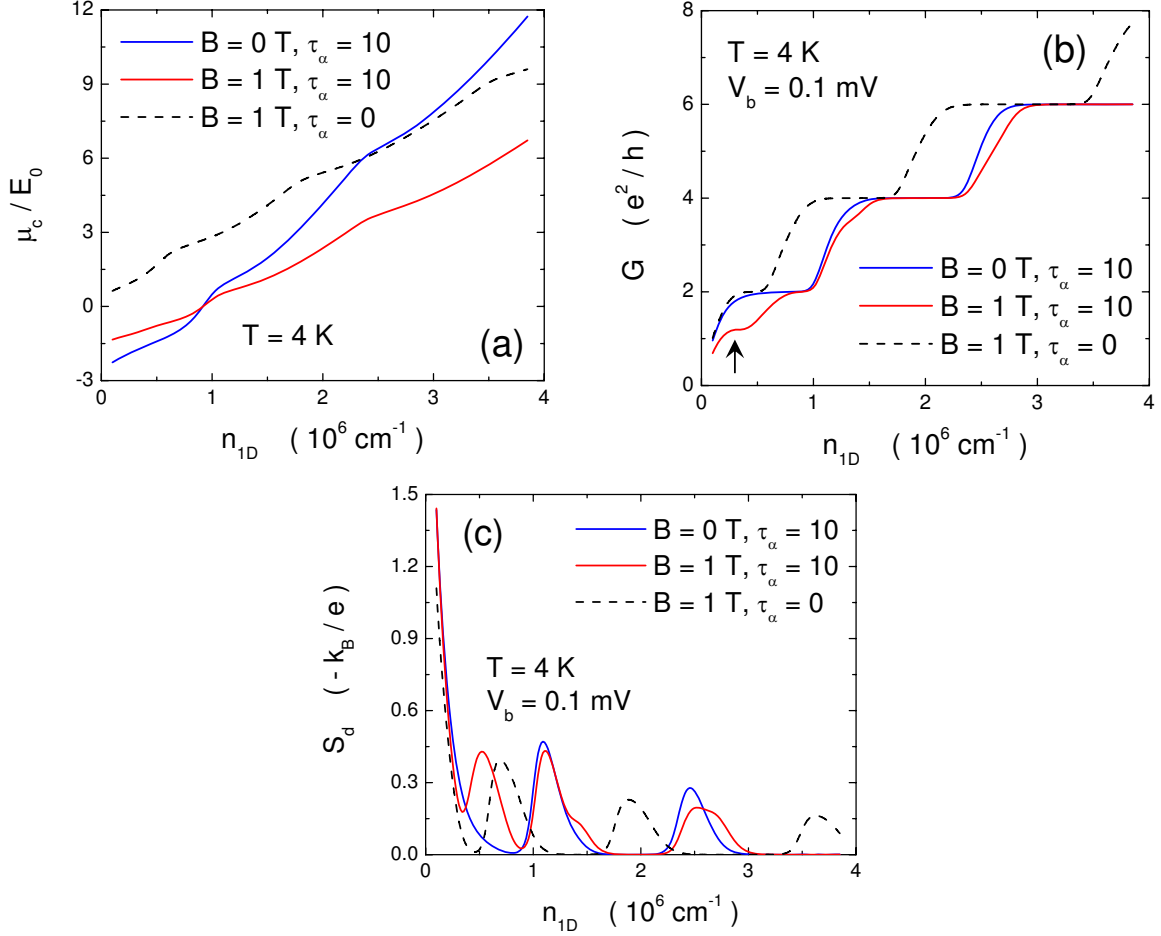 12
9
6
3
0
-3
μ_c / E_0
B = 0 T, τ_α = 10
B = 1 T, τ_α = 10
B = 1 T, τ_α = 0
T = 4 K
(a)
0 1 2 3 4
n_1D ( 10^6 cm^-1 )
8
6
4
2
0
G ( e^2 / h )
T = 4 K
V_b = 0.1 mV
(b)
B = 0 T, τ_α = 10
B = 1 T, τ_α = 10
B = 1 T, τ_α = 0
0 1 2 3 4
n_1D ( 10^6 cm^-1 )
1.5
1.2
0.9
0.6
0.3
0.0
S_d ( - k_B / e )
(c)
B = 0 T, τ_α = 10
B = 1 T, τ_α = 10
B = 1 T, τ_α = 0
T = 4 K
V_b = 0.1 mV
0 1 2 3 4
n_1D ( 10^6 cm^-1 )